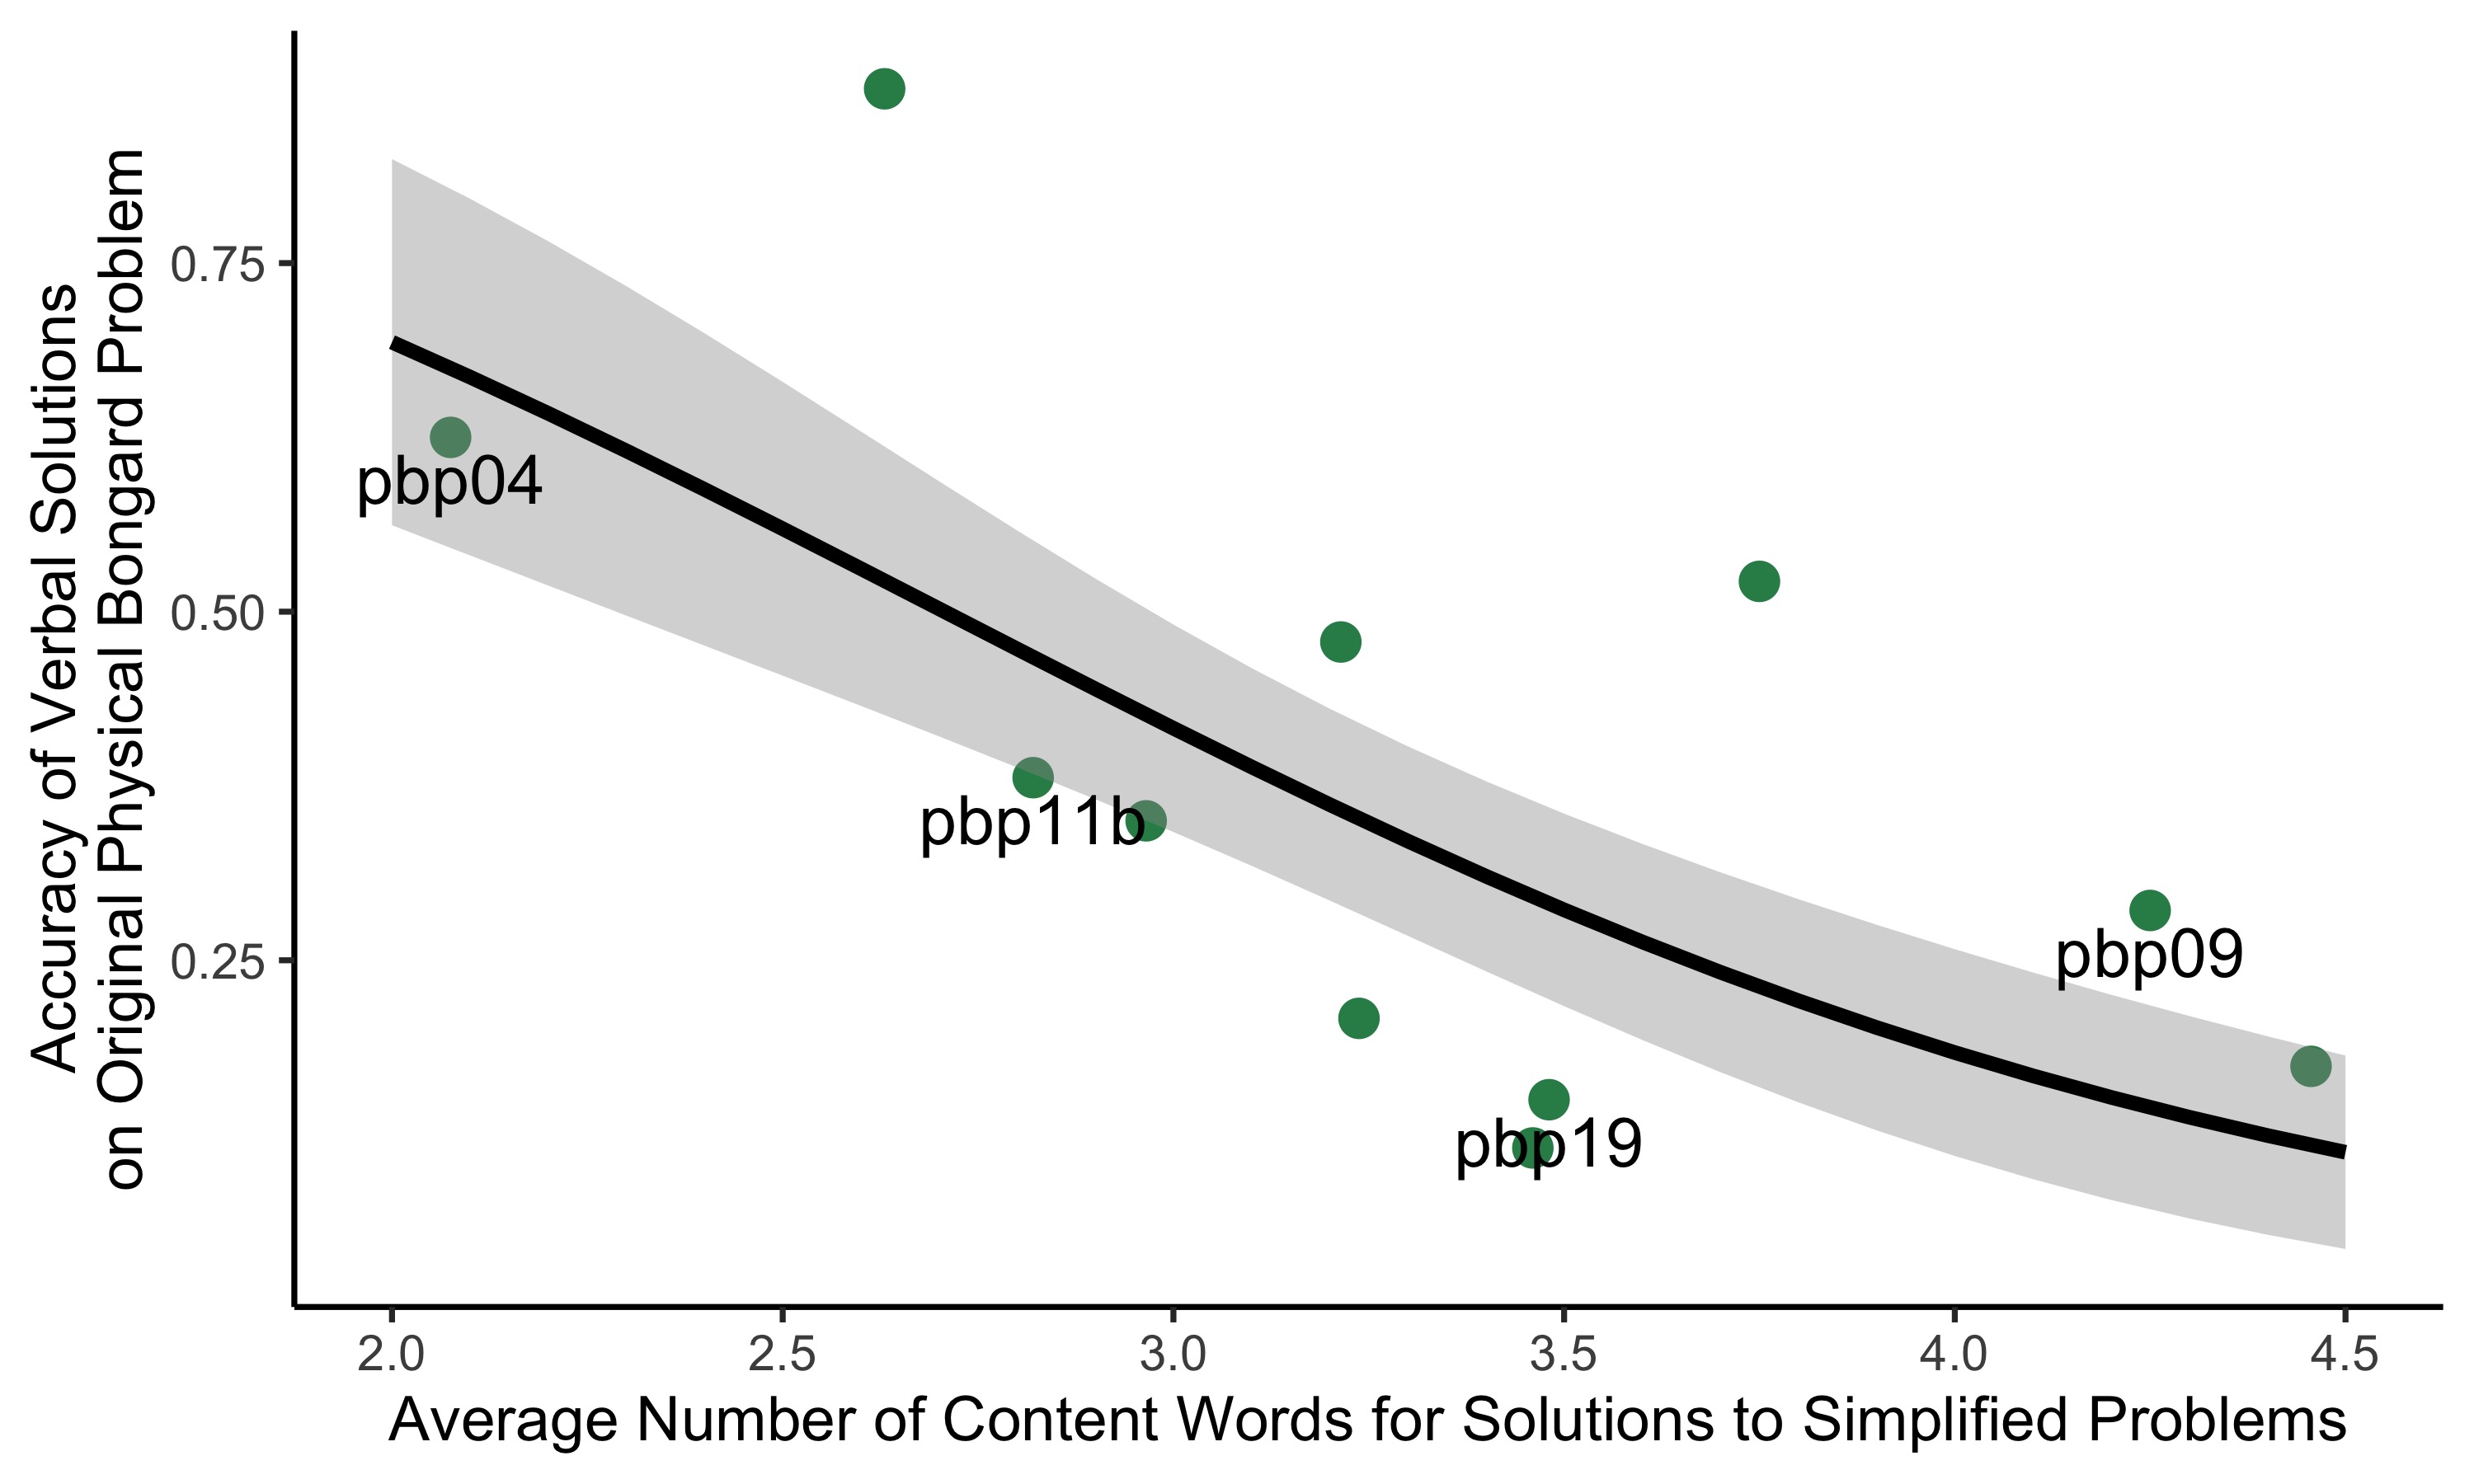 Accuracy of Verbal Solutions
on Original Physical Bongard Problem
0.75
0.50
0.25
pbp04
pbp11b
pbp09
pbp19
2.0 2.5 3.0 3.5 4.0 4.5
Average Number of Content Words for Solutions to Simplified Problems